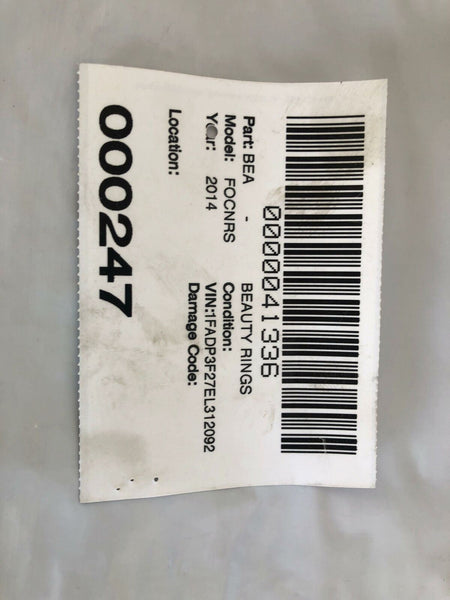 0000041336
Part: BEA - BEAUTY RINGS
Model: FOCNRS Condition:
Year: 2014 VIN:1FADP3F27EL312092
Damage Code:
Location:
000247